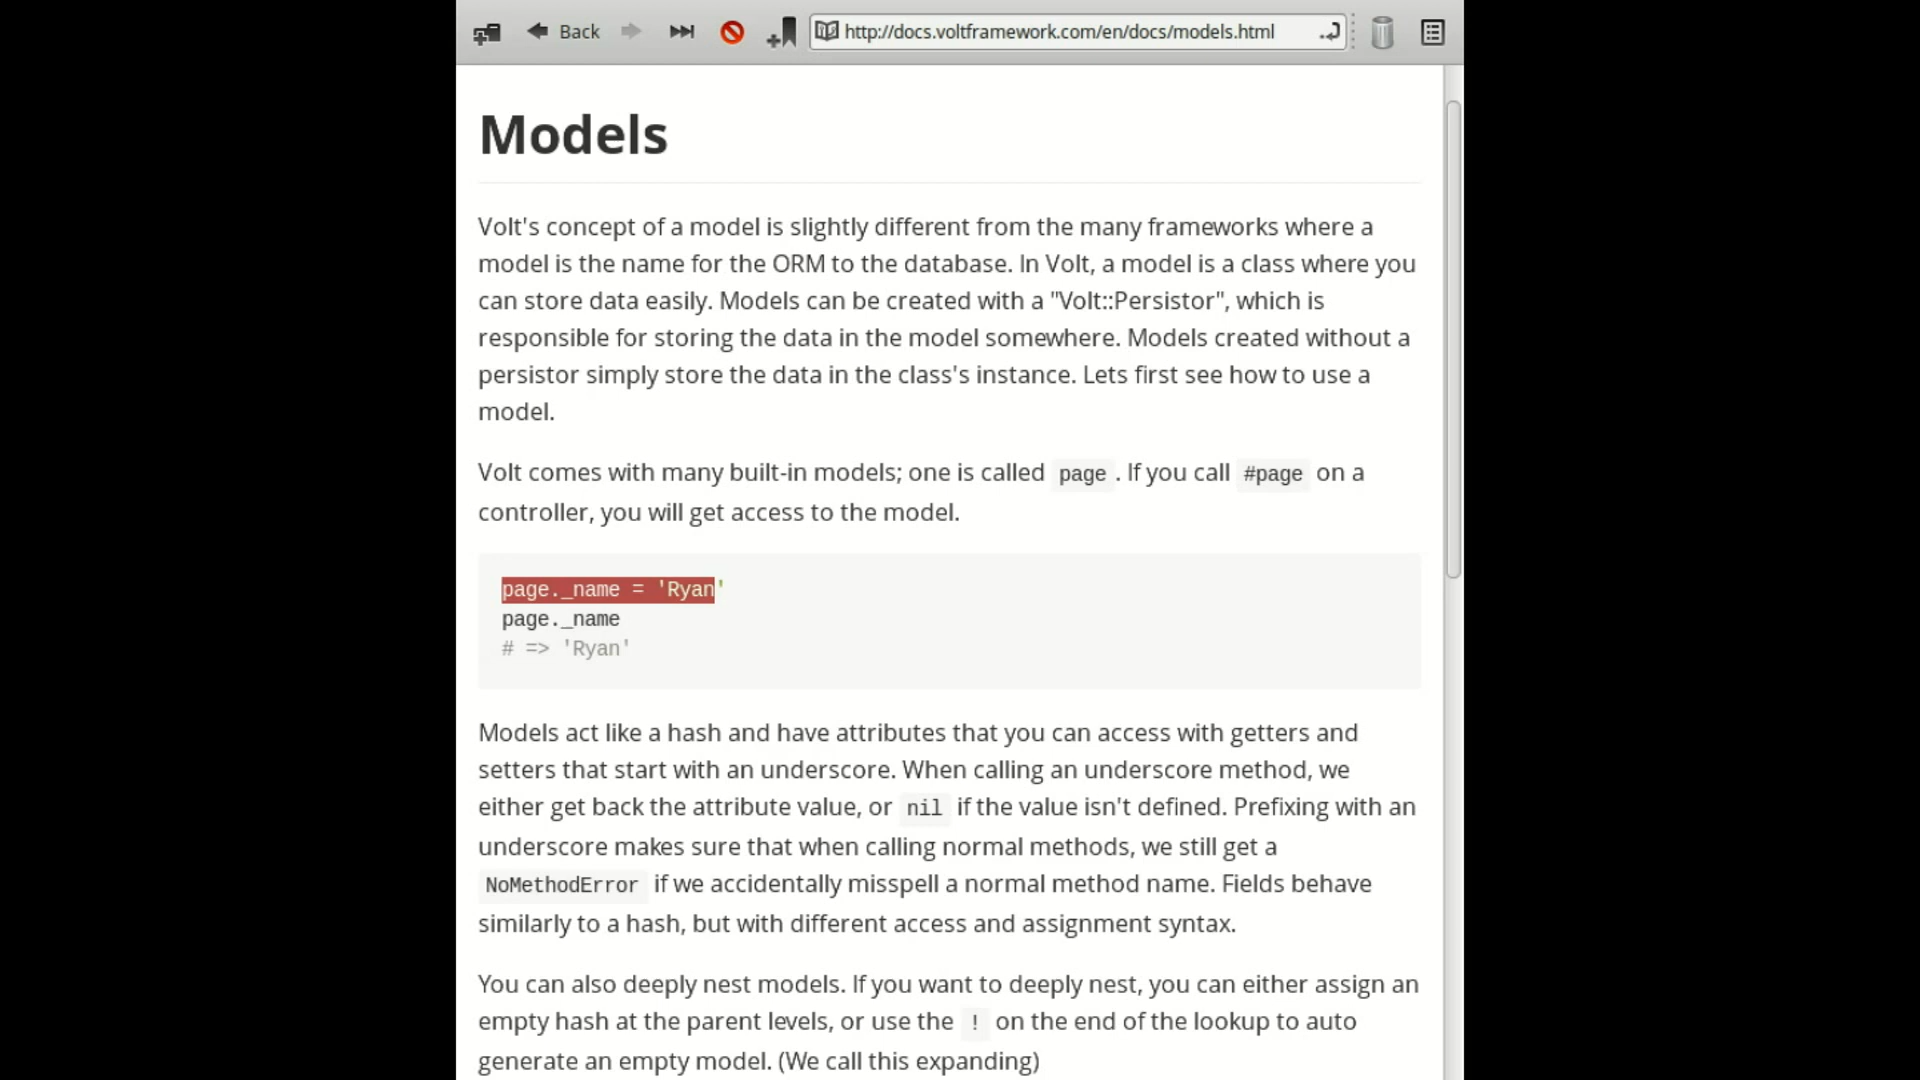 Back
http://docs.voltframework.com/en/docs/models.html
Models
Volt's concept of a model is slightly different from the many frameworks where a
model is the name for the ORM to the database. In Volt, a model is a class where you
can store data easily. Models can be created with a "Volt::Persistor", which is
responsible for storing the data in the model somewhere. Models created without a
persistor simply store the data in the class's instance. Lets first see how to use a
model.
Volt comes with many built-in models; one is called page . If you call #page on a
controller, you will get access to the model.
page._name = 'Ryan'
page._name
# => 'Ryan'
Models act like a hash and have attributes that you can access with getters and
setters that start with an underscore. When calling an underscore method, we
either get back the attribute value, or nil if the value isn't defined. Prefixing with an
underscore makes sure that when calling normal methods, we still get a
NoMethodError if we accidentally misspell a normal method name. Fields behave
similarly to a hash, but with different access and assignment syntax.
You can also deeply nest models. If you want to deeply nest, you can either assign an
empty hash at the parent levels, or use the ! on the end of the lookup to auto
generate an empty model. (We call this expanding)